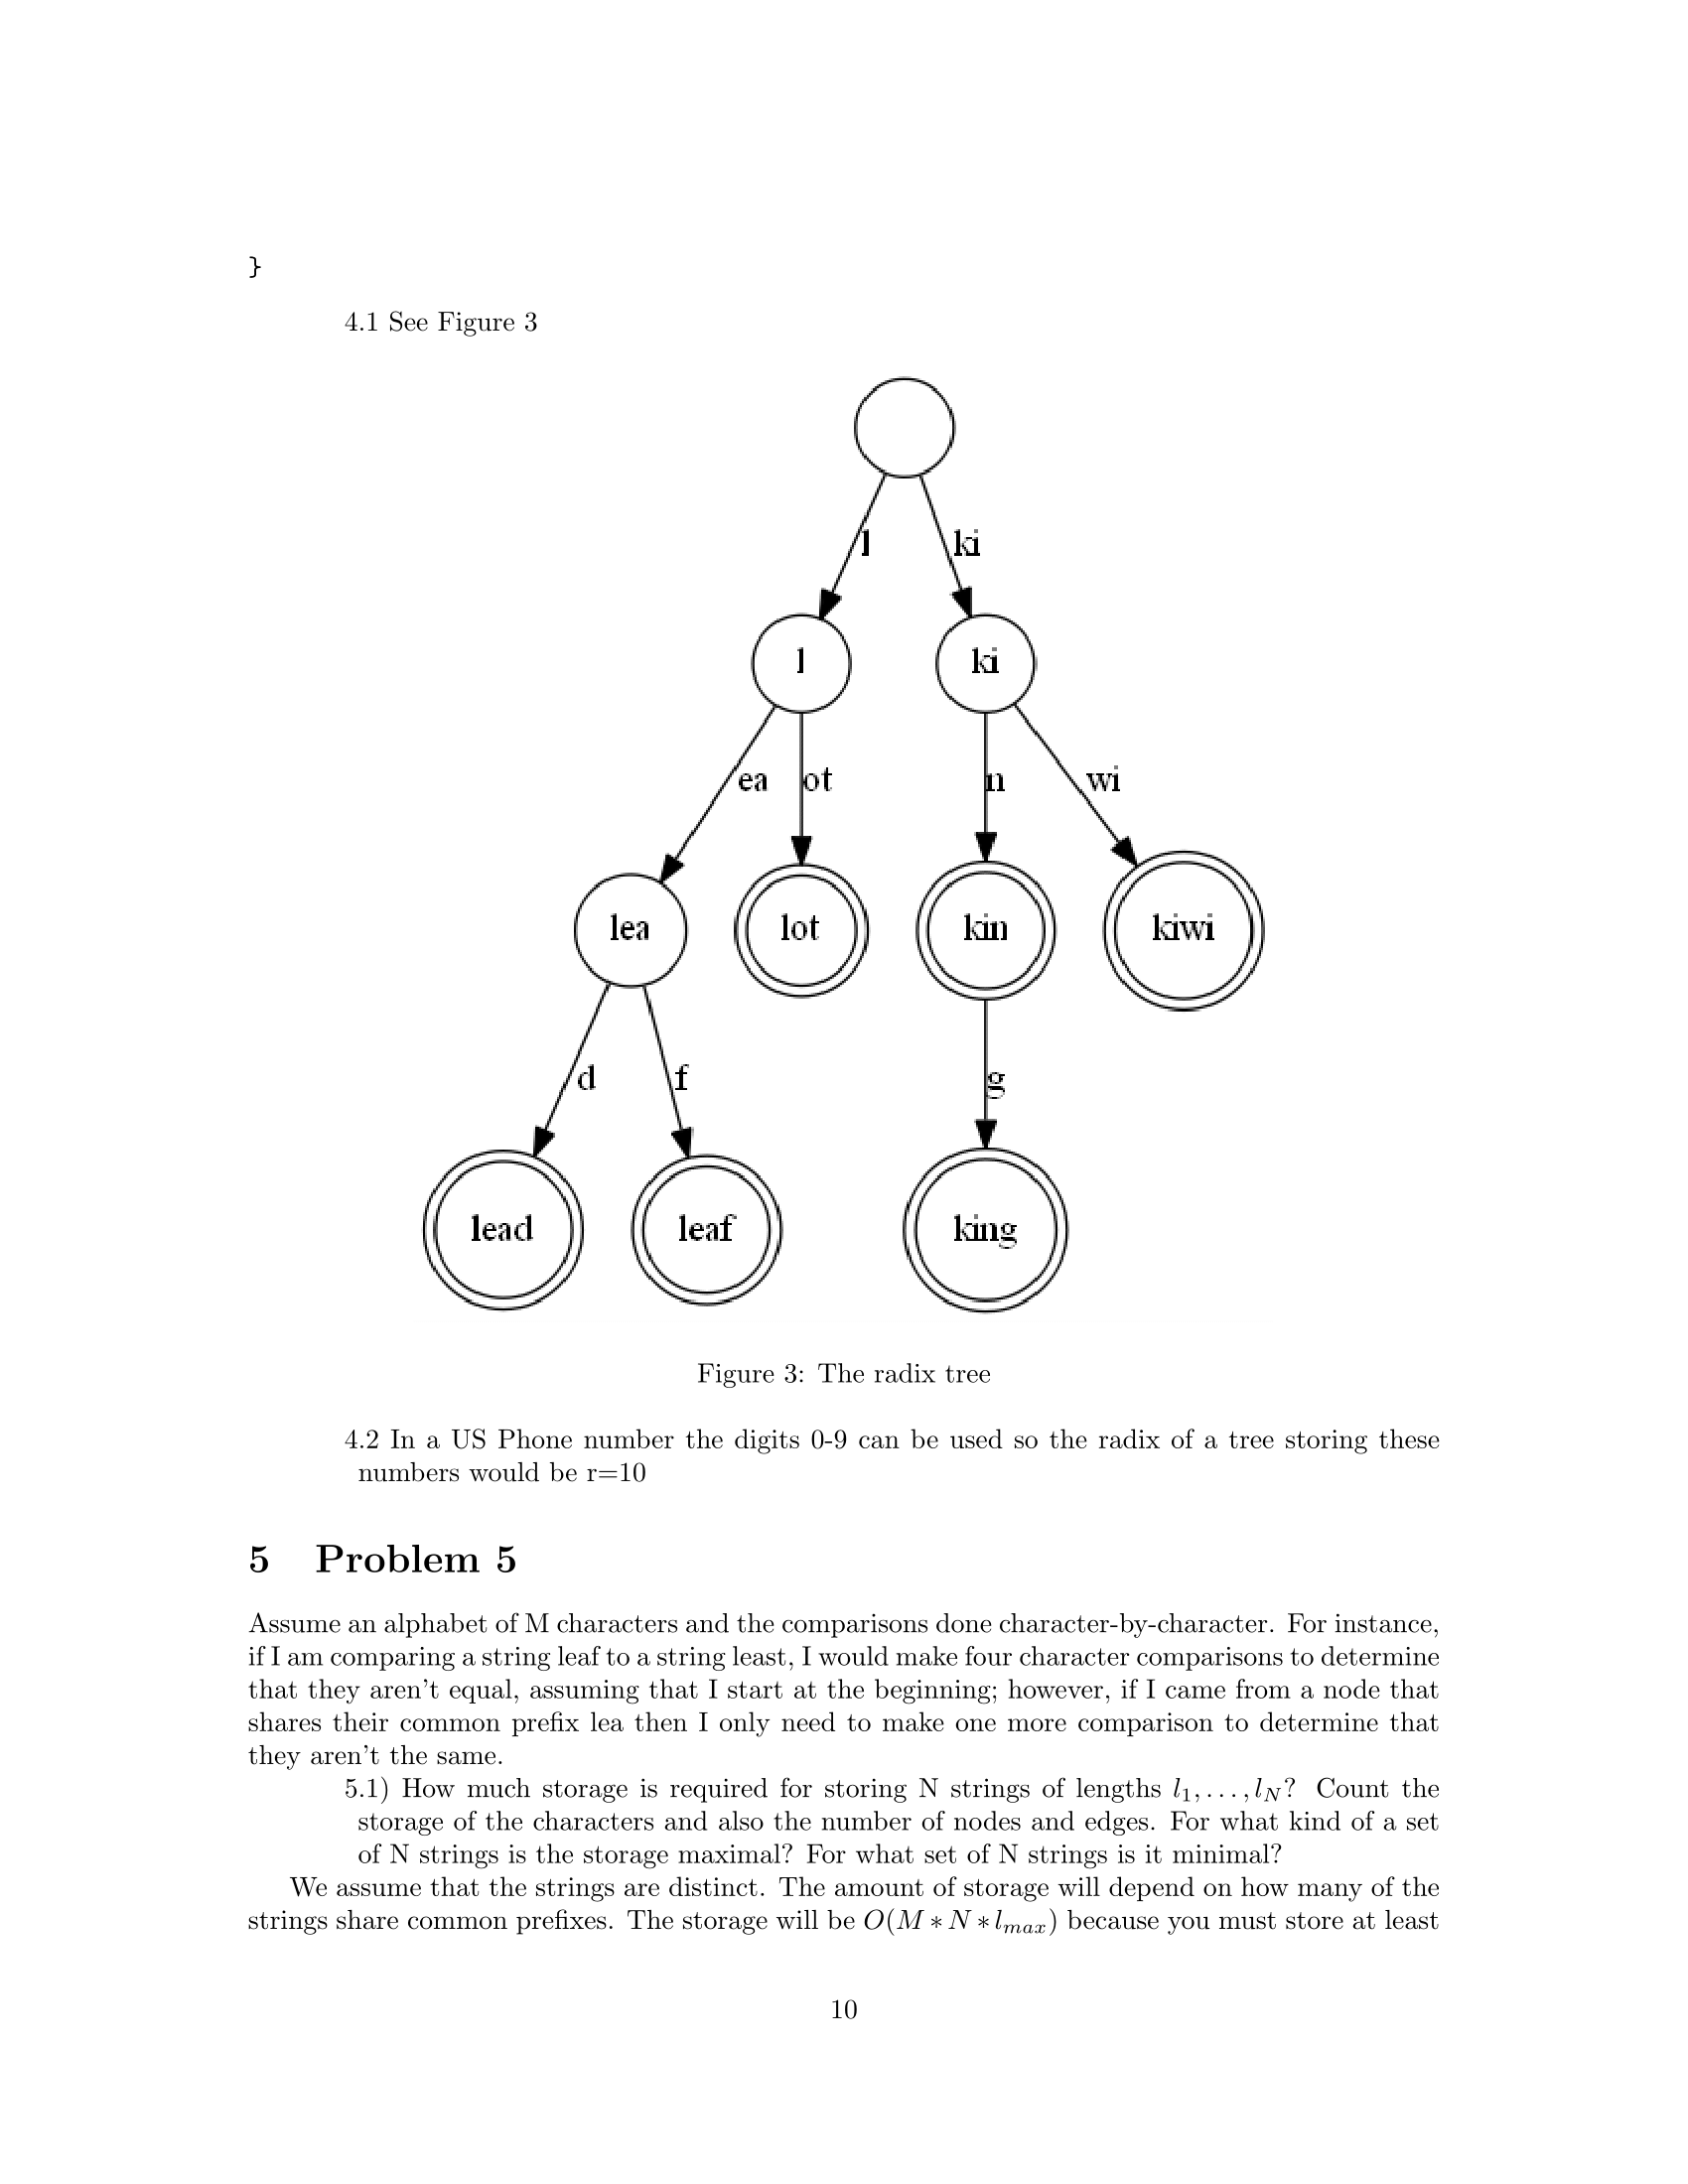 }
4.1 See Figure 3
l
ki
l
ki
ea
ot
n
wi
lea
lot
kin
kiwi
d
f
g
lead
leaf
king
Figure 3: The radix tree
4.2 In a US Phone number the digits 0-9 can be used so the radix of a tree storing these
numbers would be r=10
5 Problem 5
Assume an alphabet of M characters and the comparisons done character-by-character. For instance,
if I am comparing a string leaf to a string least, I would make four character comparisons to determine
that they aren't equal, assuming that I start at the beginning; however, if I came from a node that
shares their common prefix lea then I only need to make one more comparison to determine that
they aren't the same.
5.1) How much storage is required for storing N strings of lengths $l_1, \ldots, l_N$? Count the
storage of the characters and also the number of nodes and edges. For what kind of a set
of N strings is the storage maximal? For what set of N strings is it minimal?
We assume that the strings are distinct. The amount of storage will depend on how many of the
strings share common prefixes. The storage will be $O(M * N * l_{max})$ because you must store at least
10